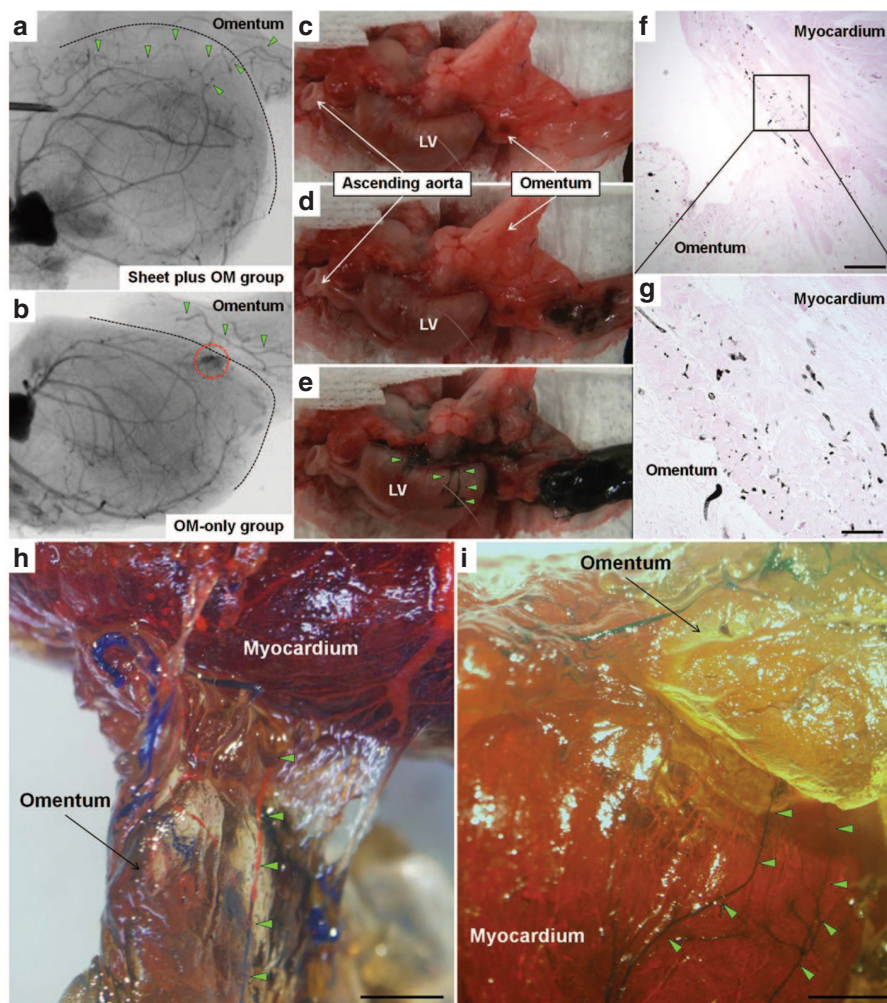 a
Omentum
Sheet plus OM group
b
Omentum
OM-only group
c
LV
Ascending aorta
Omentum
d
LV
e
LV
f
Myocardium
Omentum
g
Myocardium
Omentum
h
Myocardium
Omentum
i
Omentum
Myocardium